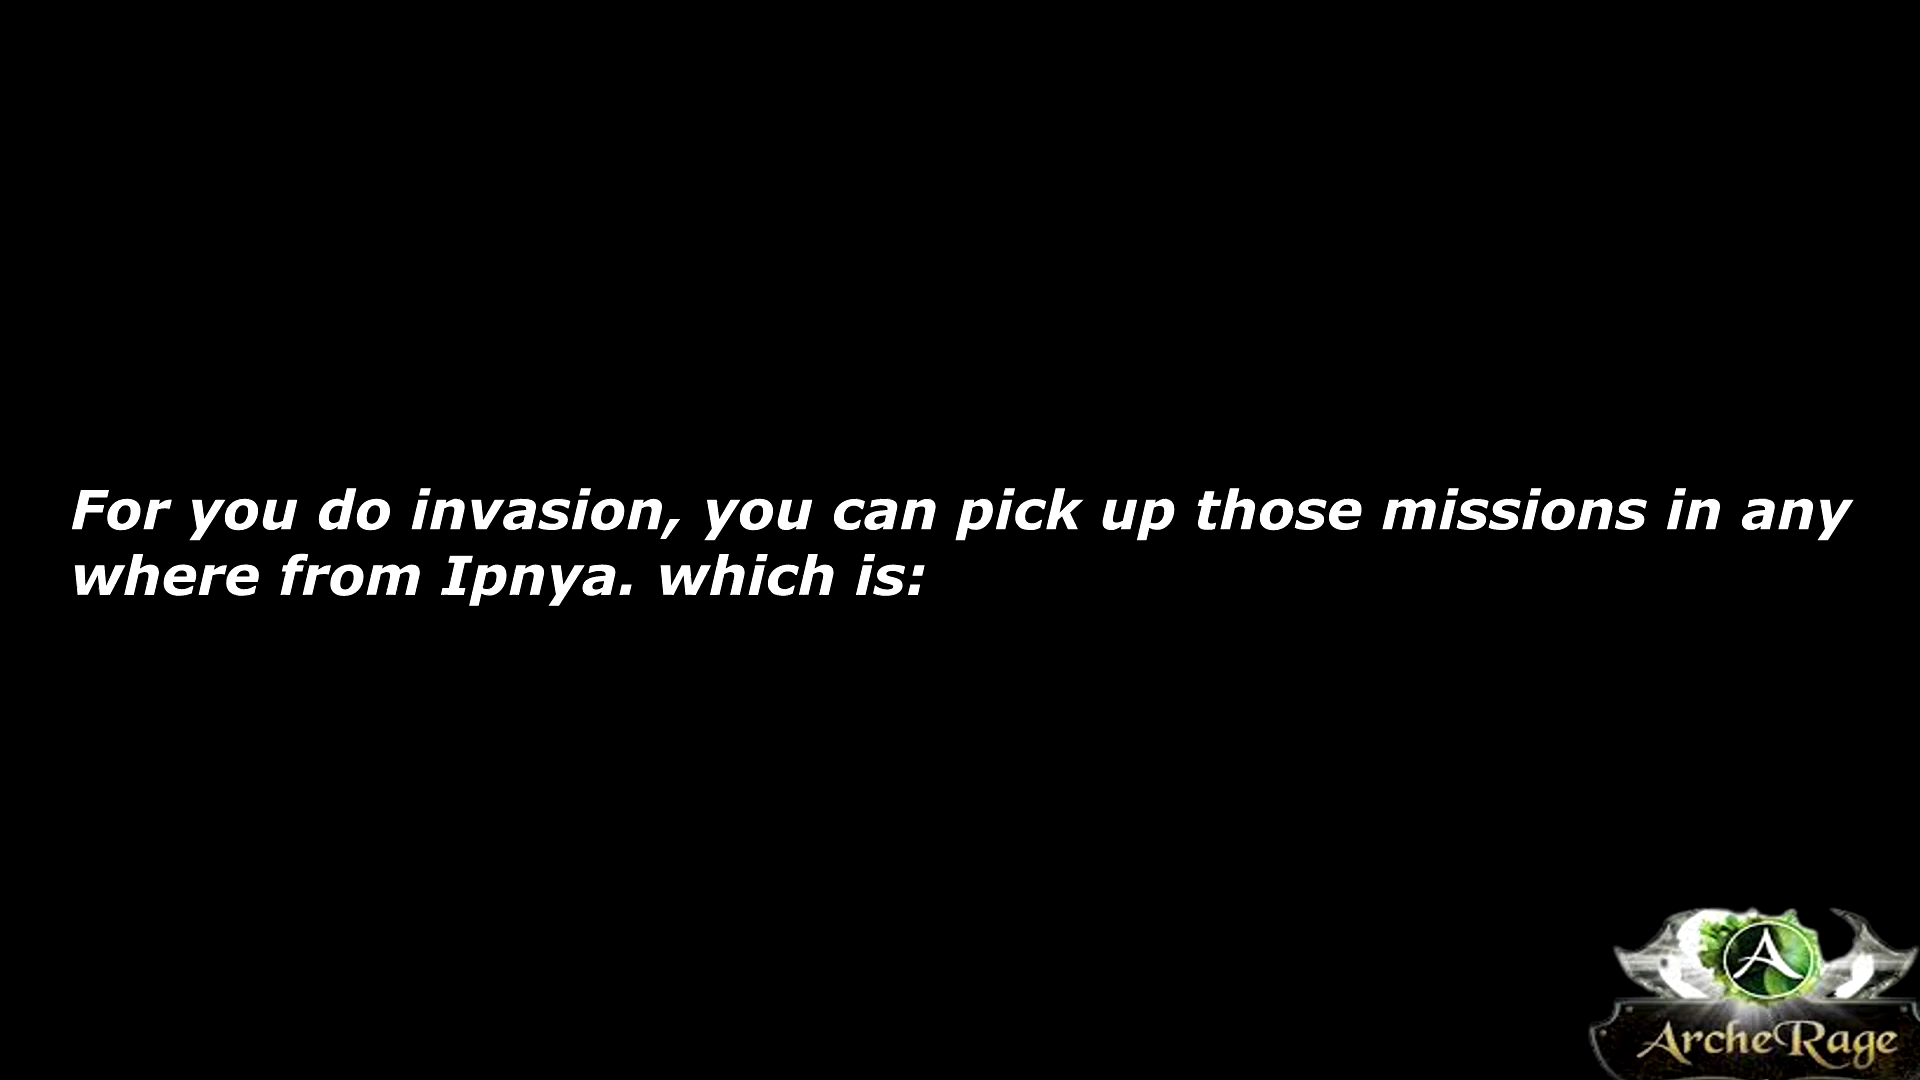 For you do invasion, you can pick up those missions in any
where from Ipnya. which is:
A
ArcheRage